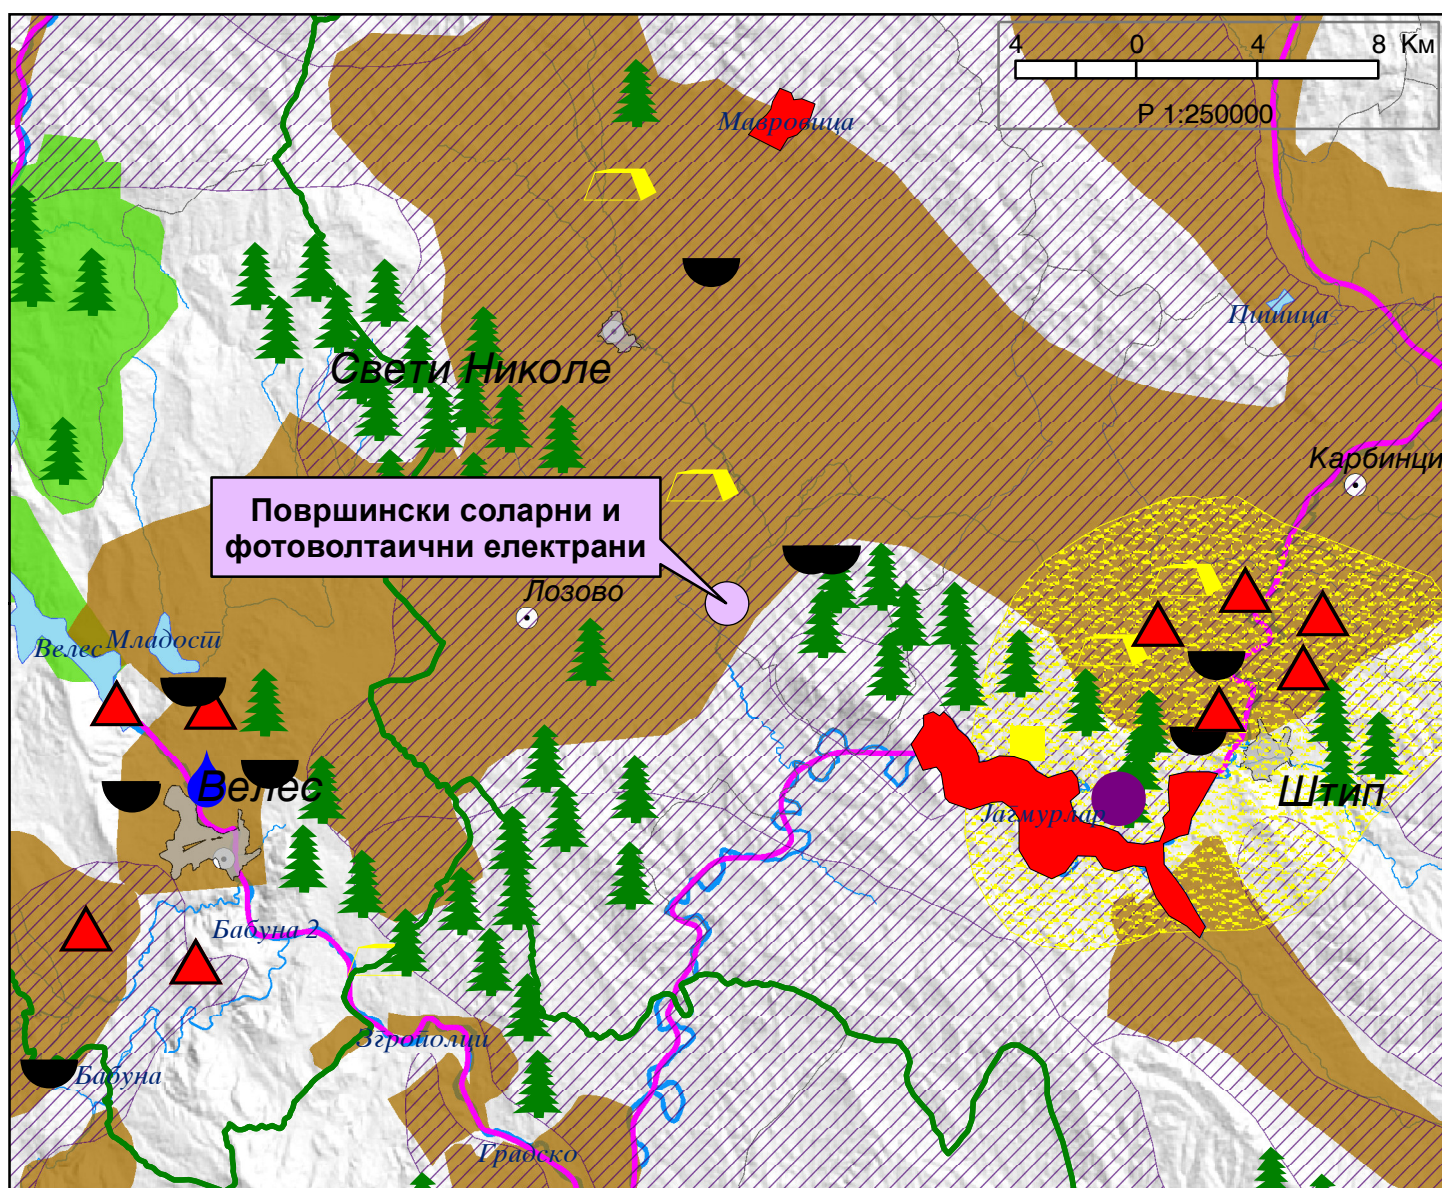 4 0 4 8 Км
Р 1:250000
Мавровица
Пишица
Свети Николе
Карбинци
Површински соларни и
фотоволтаични електрани
Лозово
Младост
Велес
Велес
Штип
Јагмурлар
Бабуна 2
Згрополци
Бабуна
Градско